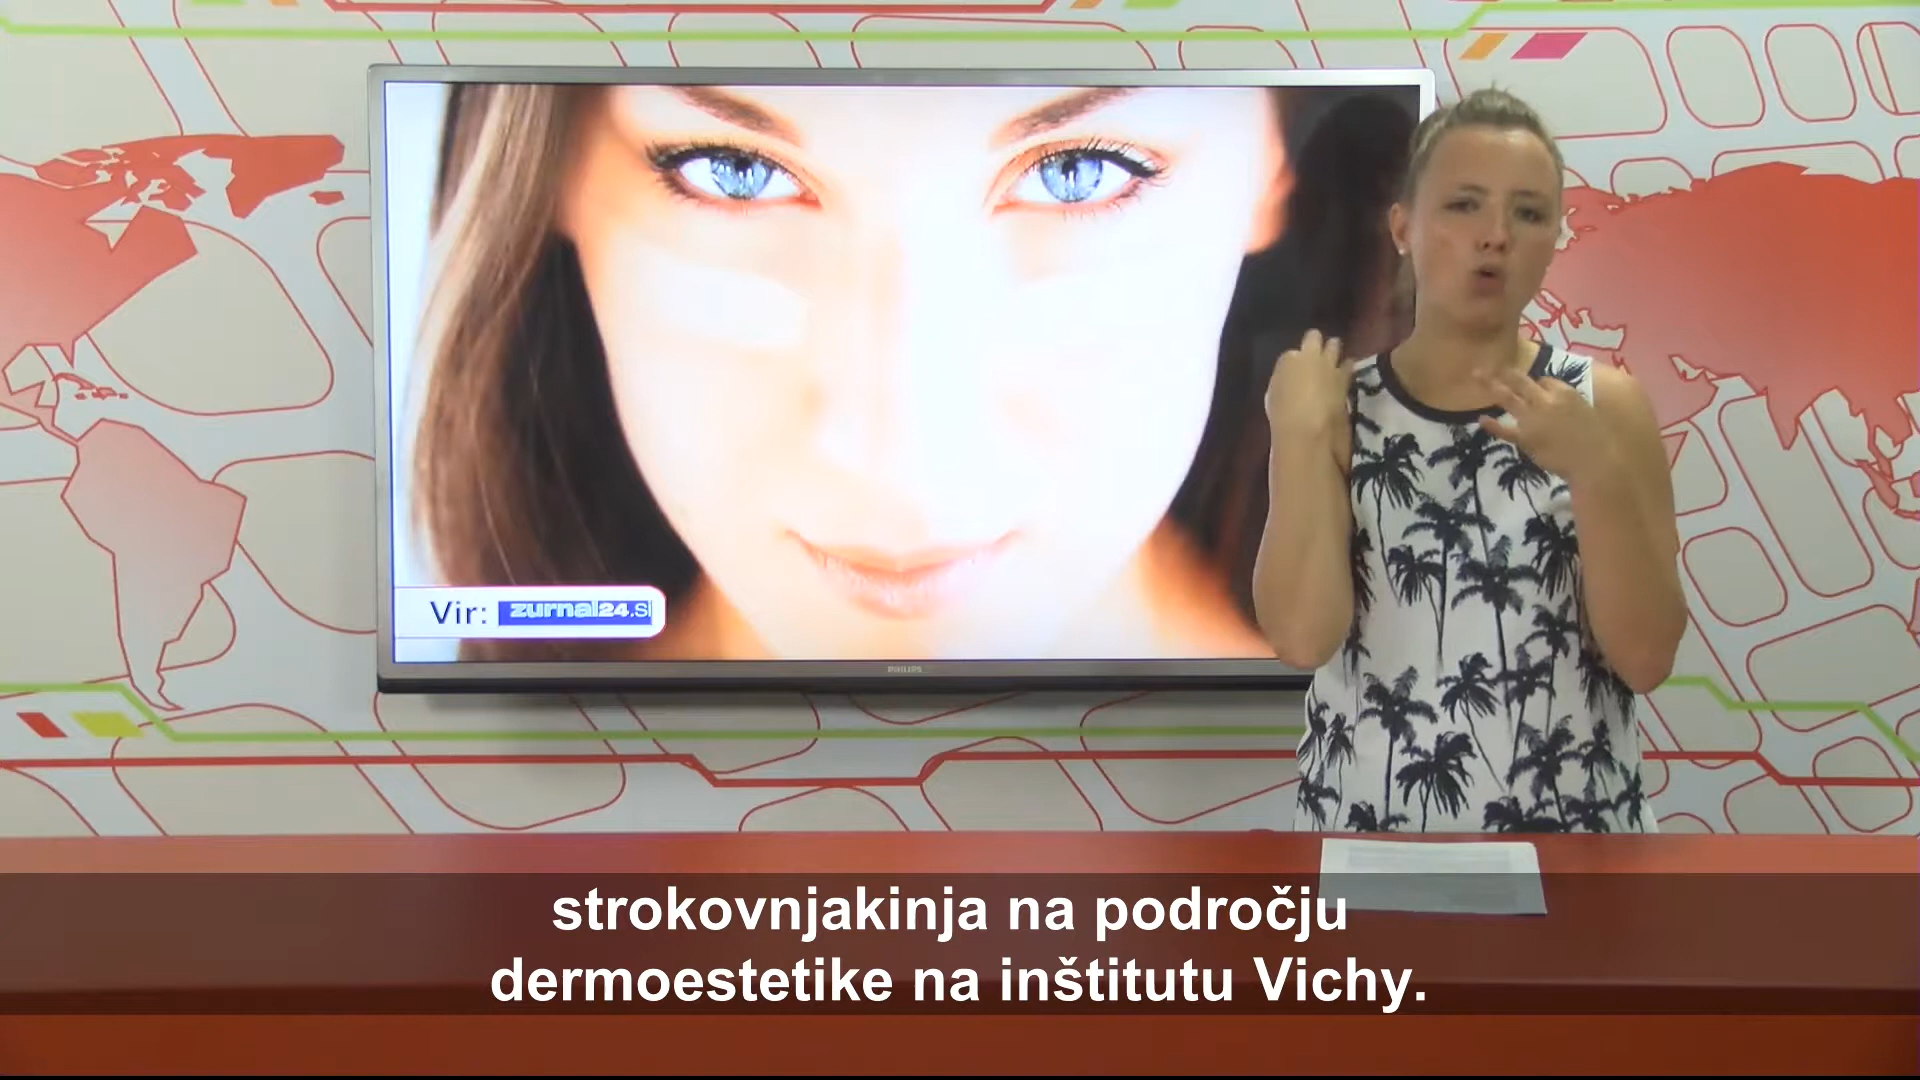 Vir: zurnal24.si
PHILIPS
strokovnjakinja na področju
dermoestetike na inštitutu Vichy.